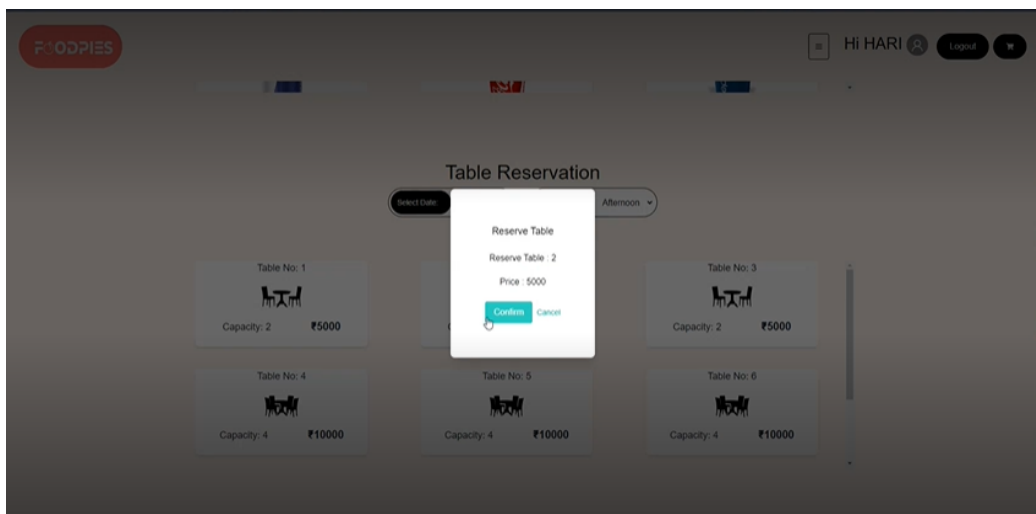 FOODPIES
Hi HARI
Logout
Table Reservation
Select Date:
Afternoon
Reserve Table
Reserve Table : 2
Price : 5000
Confirm Cancel
Table No: 1
Capacity: 2 ₹5000
Table No: 3
Capacity: 2 ₹5000
Table No: 4
Capacity: 4 ₹10000
Table No: 5
Capacity: 4 ₹10000
Table No: 6
Capacity: 4 ₹10000